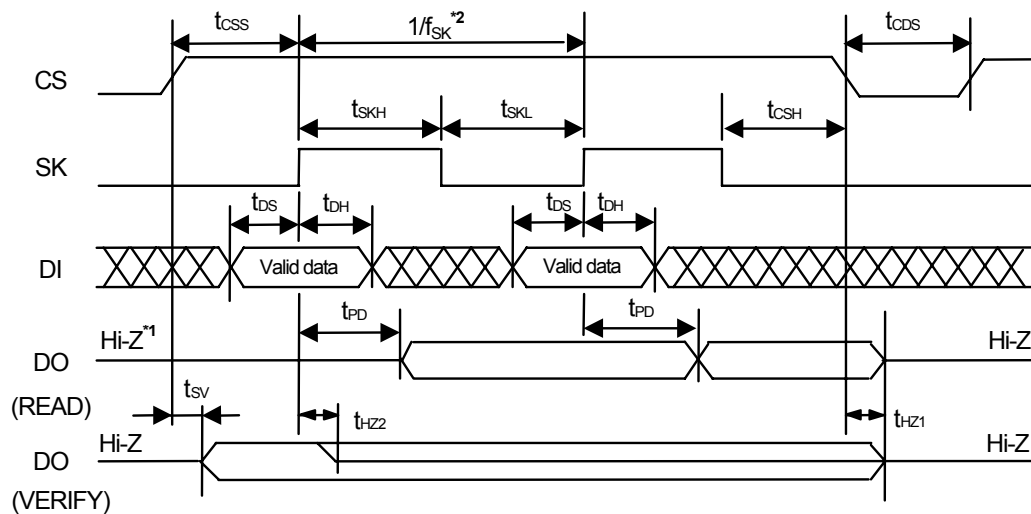 tCSS
1/fSK*2
tCDS
CS
tSKH
tSKL
tCSH
SK
tDS
tDH
tDS
tDH
DI
Valid data
Valid data
tPD
tPD
Hi-Z*1
Hi-Z
DO
(READ)
tSV
tHZ2
tHZ1
Hi-Z
Hi-Z
DO
(VERIFY)